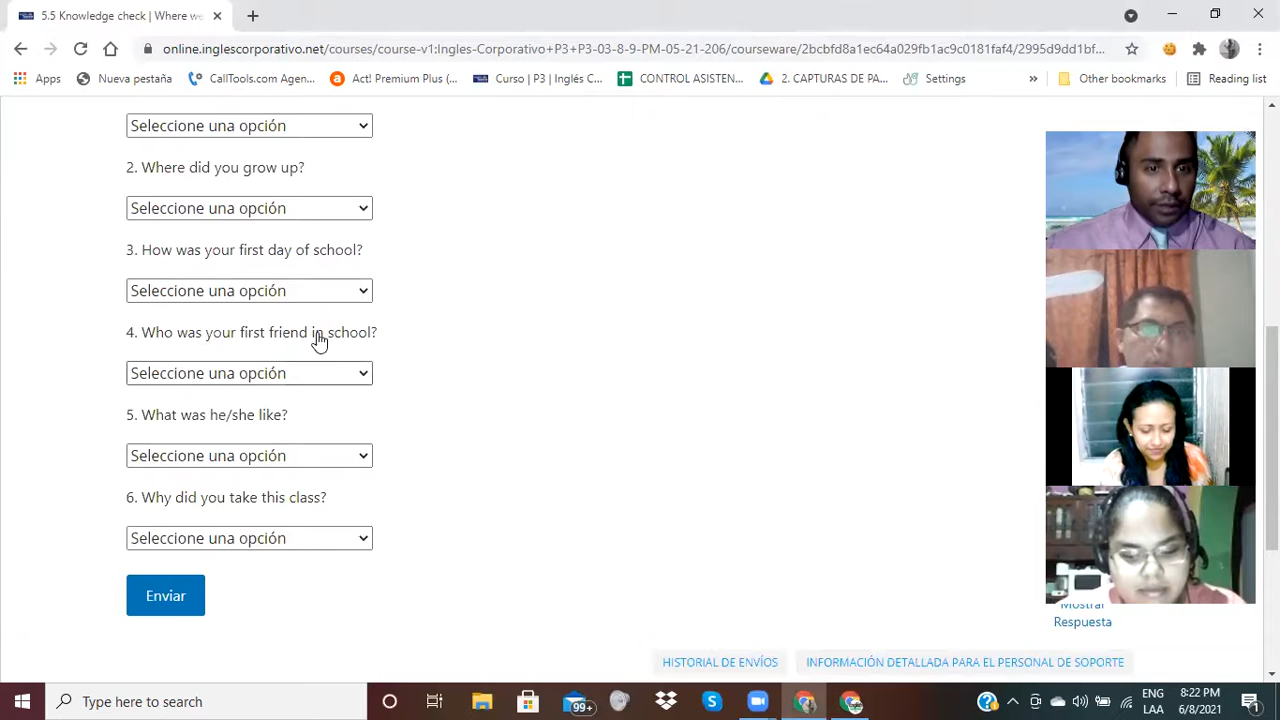 5.5 Knowledge check | Where we
online.inglescorporativo.net/courses/course-v1:Ingles-Corporativo+P3+P3-03-8-9-PM-05-21-206/courseware/2bcbfd8a1ec64a029fb1ac9c0181faf4/2995d9dd1bf...
Apps Nueva pestaña CallTools.com Agen... Act! Premium Plus (... Curso | P3 | Inglés C... CONTROL ASISTEN... 2. CAPTURAS DE PA... Settings » Other bookmarks Reading list
Seleccione una opción
2. Where did you grow up?
Seleccione una opción
3. How was your first day of school?
Seleccione una opción
4. Who was your first friend in school?
Seleccione una opción
5. What was he/she like?
Seleccione una opción
6. Why did you take this class?
Seleccione una opción
Enviar
Mostrar
Respuesta
HISTORIAL DE ENVÍOS INFORMACIÓN DETALLADA PARA EL PERSONAL DE SOPORTE
Type here to search
99+
ENG
LAA
8:22 PM
6/8/2021
1